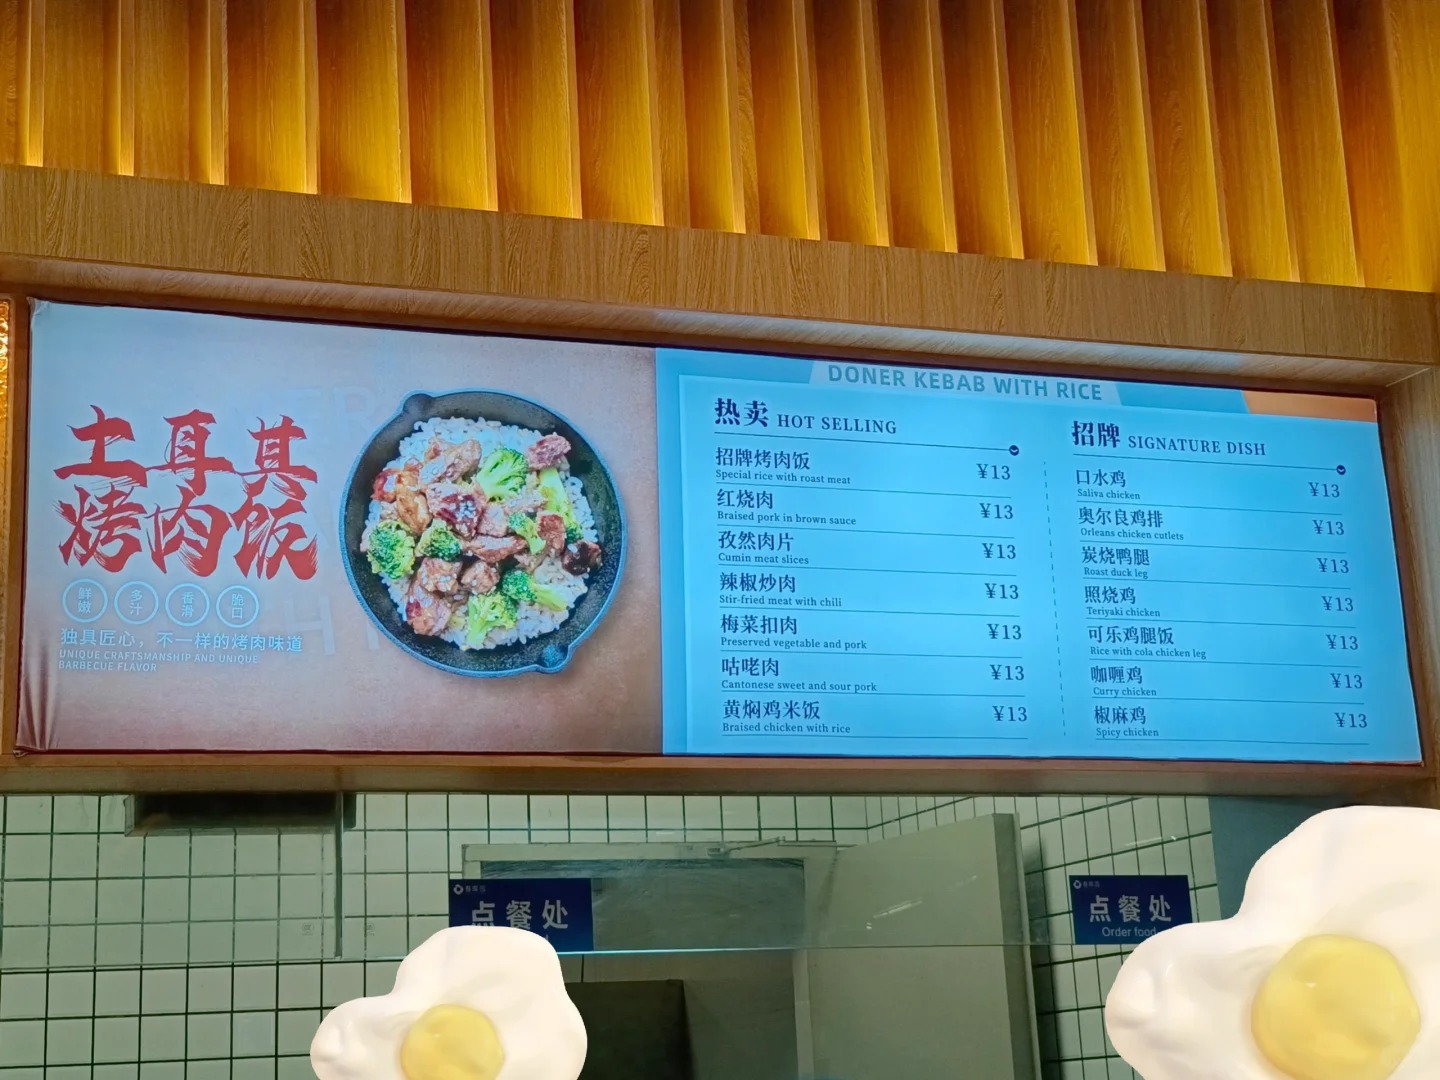 土耳其
烤肉饭
鲜嫩
多汁
香滑
脆口
独具匠心，不一样的烤肉味道
UNIQUE CRAFTSMANSHIP AND UNIQUE
BARBECUE FLAVOR
DONER KEBAB WITH RICE
热卖 HOT SELLING
招牌烤肉饭 ¥13
Special rice with roast meat
红烧肉 ¥13
Braised pork in brown sauce
孜然肉片 ¥13
Cumin meat slices
辣椒炒肉 ¥13
Stir-fried meat with chili
梅菜扣肉 ¥13
Preserved vegetable and pork
咕咾肉 ¥13
Cantonese sweet and sour pork
黄焖鸡米饭 ¥13
Braised chicken with rice
招牌 SIGNATURE DISH
口水鸡 ¥13
Saliva chicken
奥尔良鸡排 ¥13
Orleans chicken cutlets
炭烧鸭腿 ¥13
Roast duck leg
照烧鸡 ¥13
Teriyaki chicken
可乐鸡腿饭 ¥13
Rice with cola chicken leg
咖喱鸡 ¥13
Curry chicken
椒麻鸡 ¥13
Spicy chicken
点餐处
点餐处
Order food